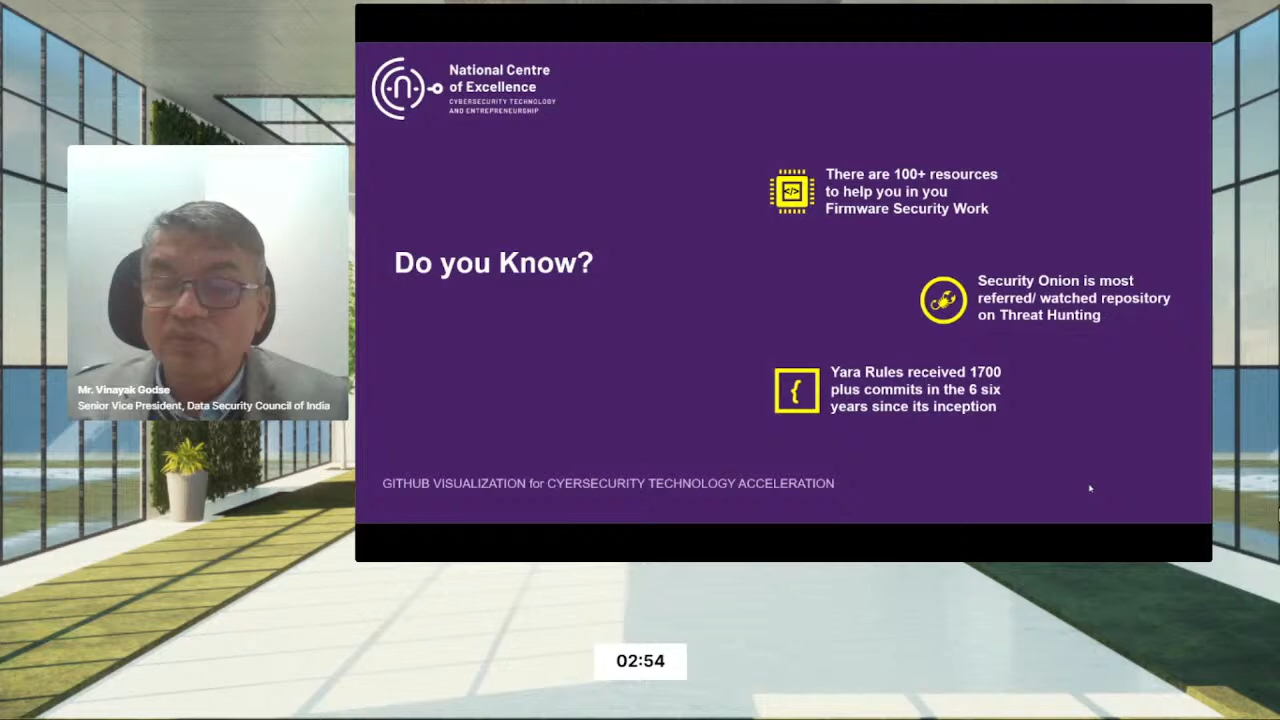 National Centre
of Excellence
CYBERSECURITY TECHNOLOGY
AND ENTREPRENEURSHIP
There are 100+ resources
to help you in you
Firmware Security Work
Do you Know?
Security Onion is most
referred/ watched repository
on Threat Hunting
Yara Rules received 1700
plus commits in the 6 six
years since its inception
GITHUB VISUALIZATION for CYERSECURITY TECHNOLOGY ACCELERATION
Mr. Vinayak Godse
Senior Vice President, Data Security Council of India
02:54